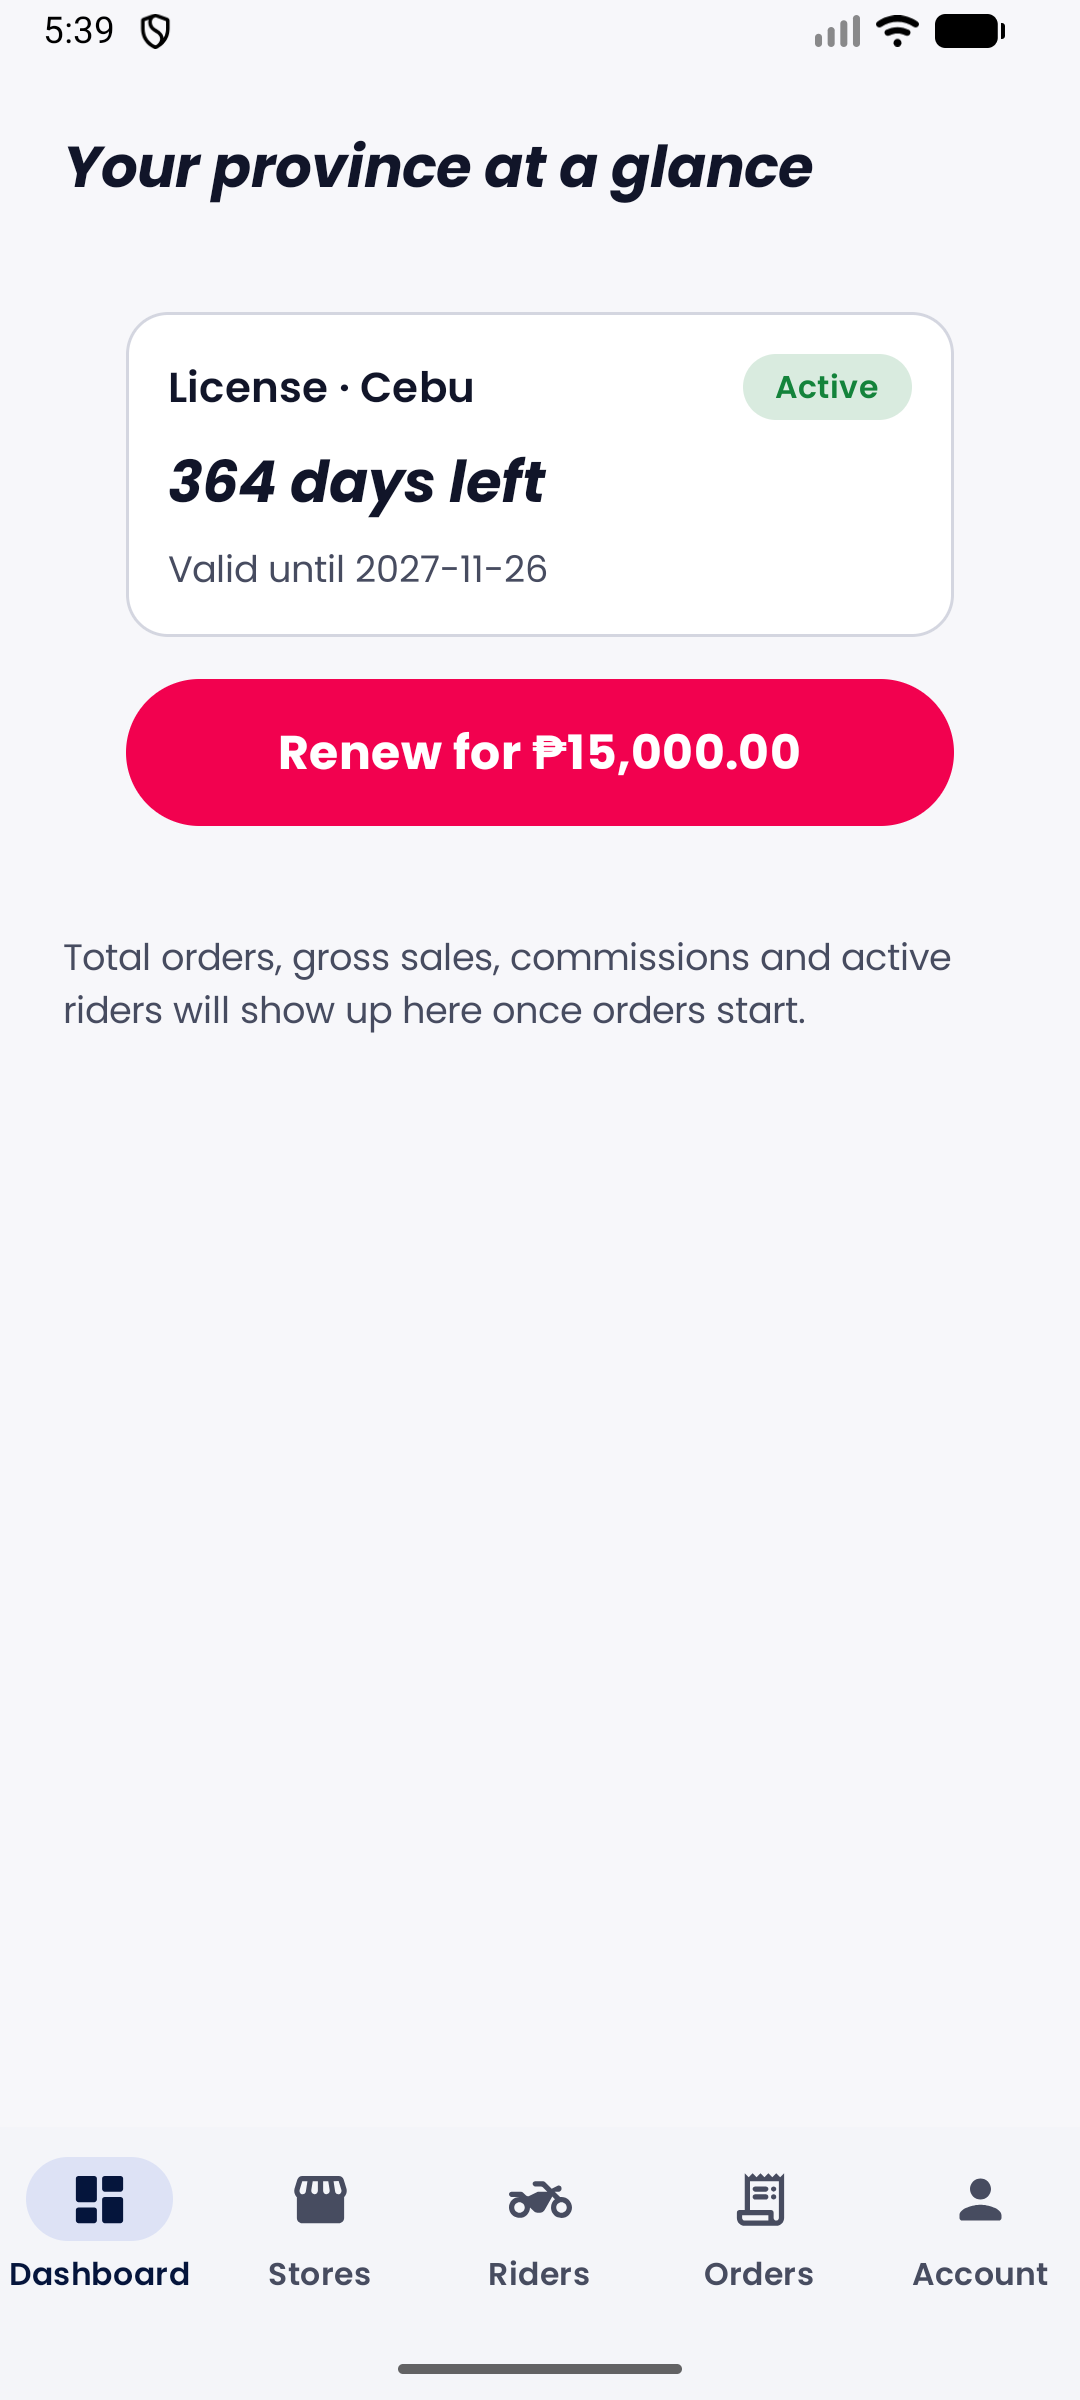 5:39
Your province at a glance
License · Cebu
Active
364 days left
Valid until 2027-11-26
Renew for ₱15,000.00
Total orders, gross sales, commissions and active
riders will show up here once orders start.
Dashboard
Stores
Riders
Orders
Account